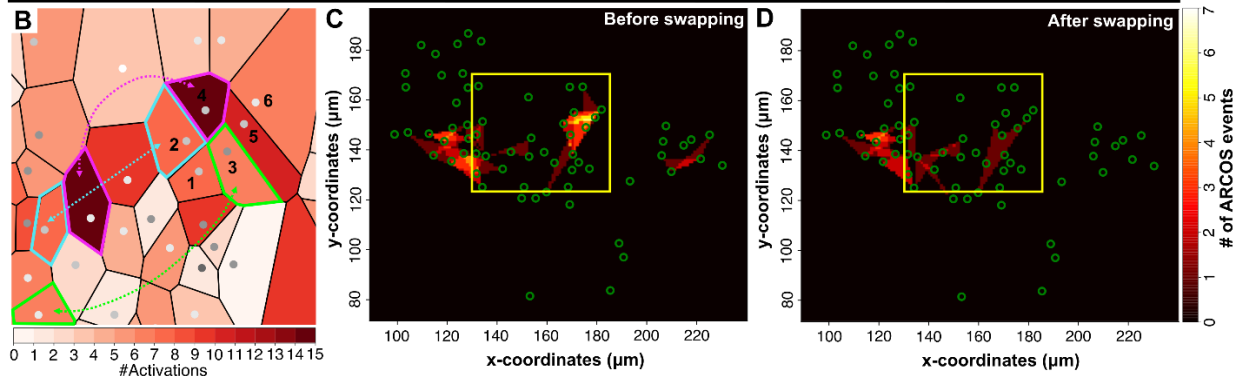 B
4
6
5
2
3
1
0 1 2 3 4 5 6 7 8 9 10 11 12 13 14 15
#Activations
C
Before swapping
y-coordinates (μm)
180
160
140
120
100
80
100 120 140 160 180 200 220
x-coordinates (μm)
D
After swapping
y-coordinates (μm)
180
160
140
120
100
80
100 120 140 160 180 200 220
x-coordinates (μm)
7
6
5
4
3
2
1
0
# of ARCOS events